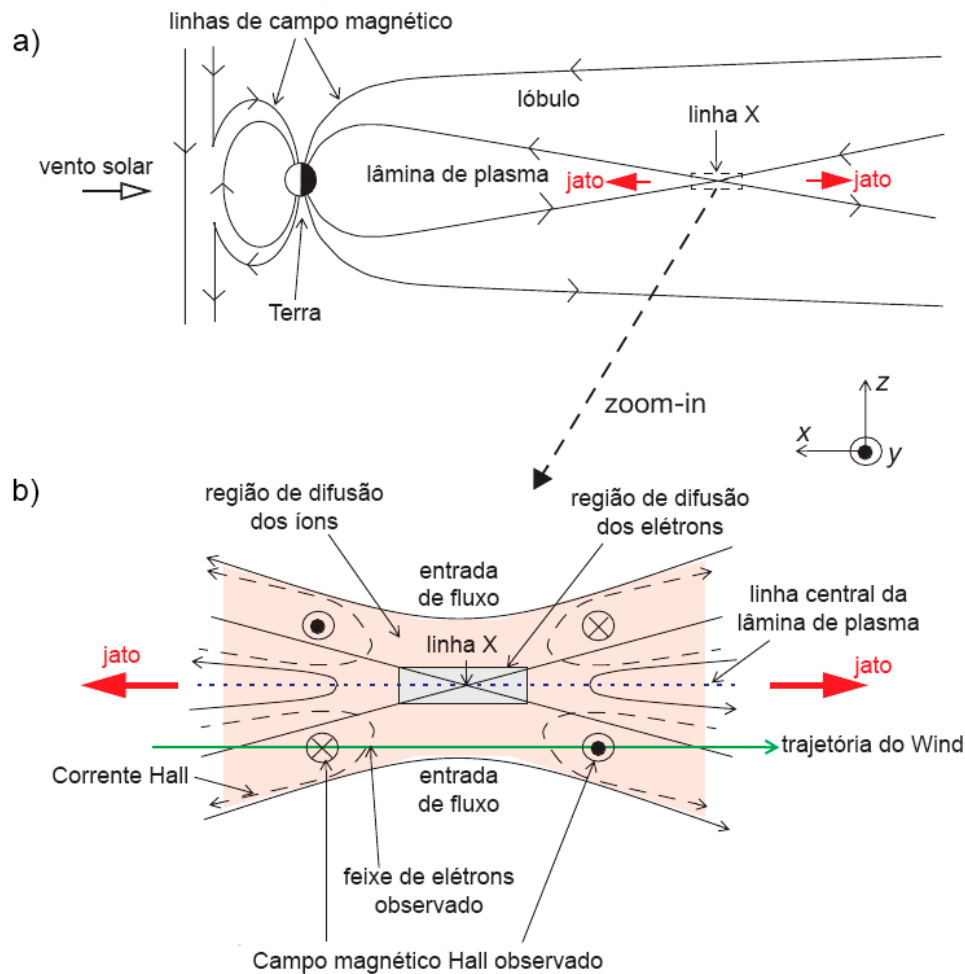 a)
linhas de campo magnético
lóbulo
linha X
vento solar
lâmina de plasma
jato
jato
Terra
zoom-in
z
x
y
b)
região de difusão
dos íons
região de difusão
dos elétrons
entrada
de fluxo
linha central da
lâmina de plasma
linha X
jato
jato
trajetória do Wind
Corrente Hall
entrada
de fluxo
feixe de elétrons
observado
Campo magnético Hall observado